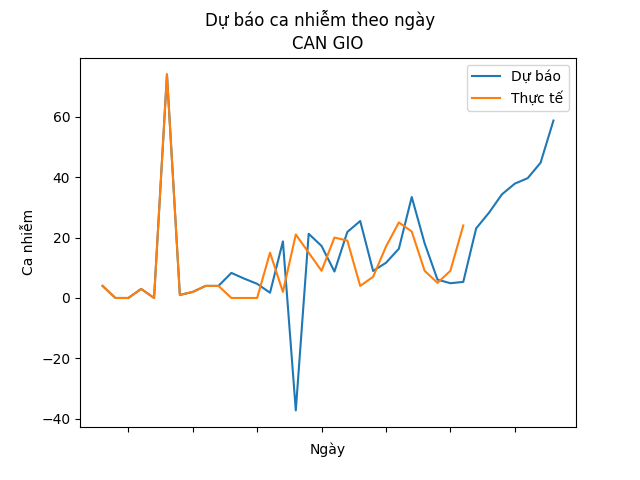 Dự báo ca nhiễm theo ngày
CAN GIO
Dự báo
Thực tế
60
40
20
0
−20
−40
Ca nhiễm
Ngày